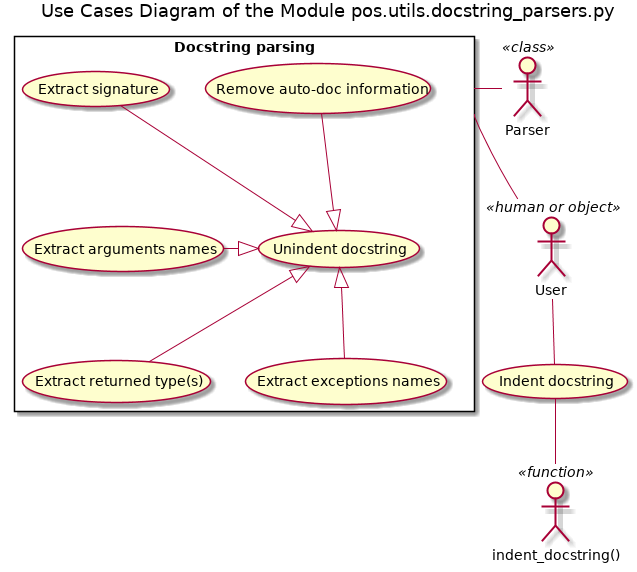 Use Cases Diagram of the Module pos.utils.docstring_parsers.py
Docstring parsing
«class»
Extract signature
Remove auto-doc information
Parser
«human or object»
Extract arguments names
Unindent docstring
User
Extract returned type(s)
Extract exceptions names
Indent docstring
«function»
indent_docstring()